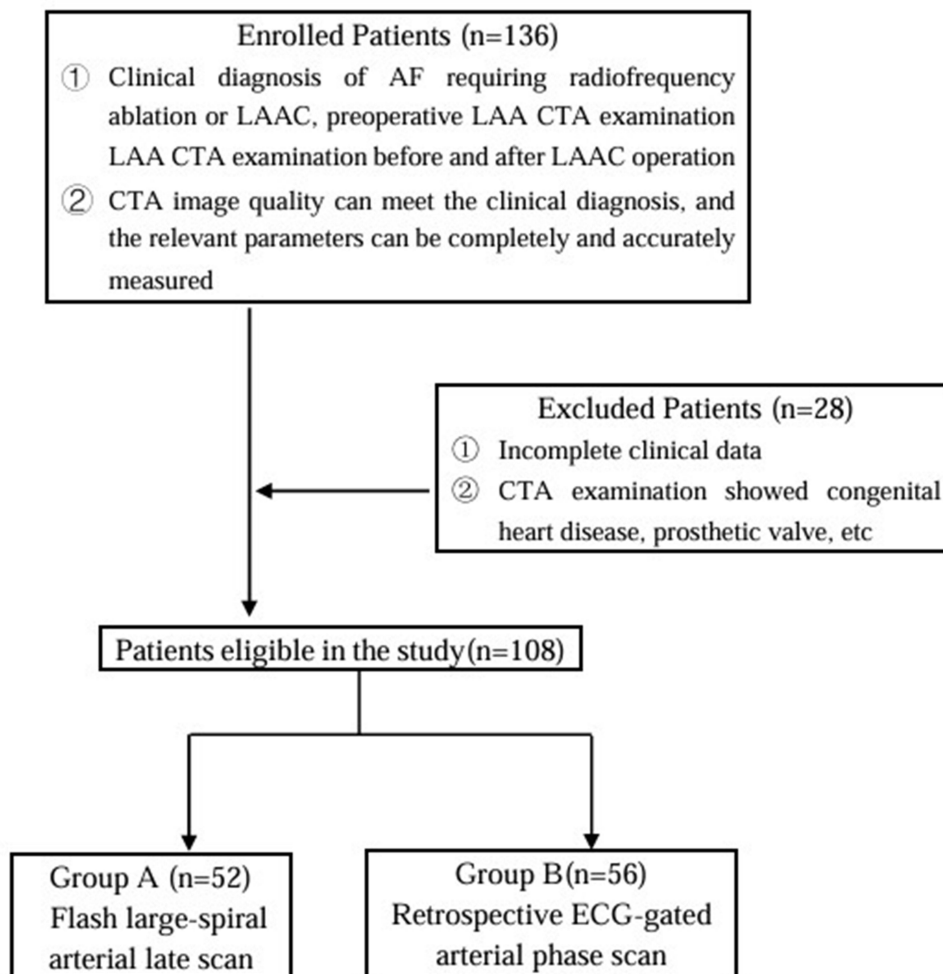 Enrolled Patients (n=136)
① Clinical diagnosis of AF requiring radiofrequency
ablation or LAAC, preoperative LAA CTA examination
LAA CTA examination before and after LAAC operation
② CTA image quality can meet the clinical diagnosis, and
the relevant parameters can be completely and accurately
measured
Excluded Patients (n=28)
① Incomplete clinical data
② CTA examination showed congenital
heart disease, prosthetic valve, etc
Patients eligible in the study(n=108)
Group A (n=52)
Flash large-spiral
arterial late scan
Group B(n=56)
Retrospective ECG-gated
arterial phase scan